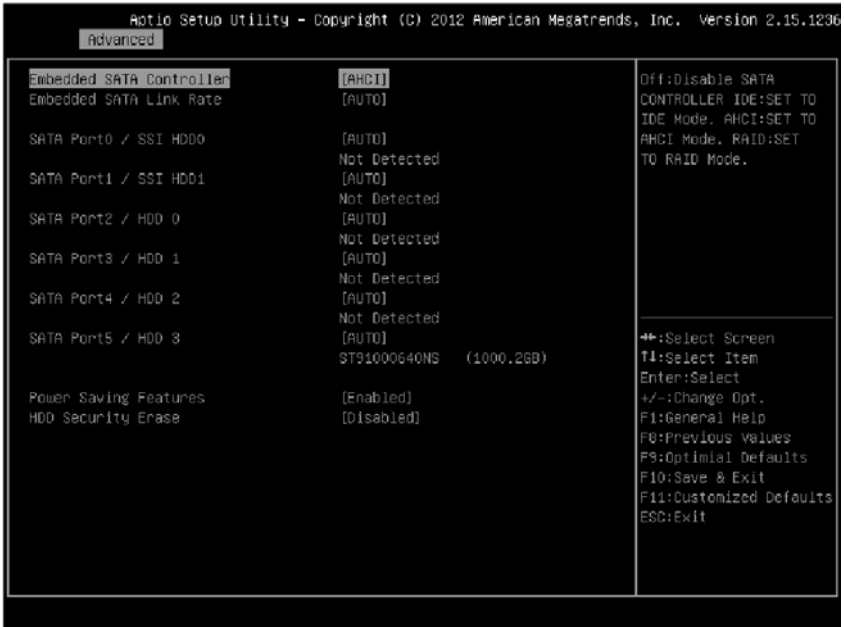 Aptio Setup Utility – Copyright (C) 2012 American Megatrends, Inc. Version 2.15.1236
Advanced
Embedded SATA Controller [AHCI]
Embedded SATA Link Rate [AUTO]
SATA Port0 / SSI HDD0 [AUTO]
Not Detected
SATA Port1 / SSI HDD1 [AUTO]
Not Detected
SATA Port2 / HDD 0 [AUTO]
Not Detected
SATA Port3 / HDD 1 [AUTO]
Not Detected
SATA Port4 / HDD 2 [AUTO]
Not Detected
SATA Port5 / HDD 3 [AUTO]
ST91000640NS (1000.2GB)
Power Saving Features [Enabled]
HDD Security Erase [Disabled]
Off:Disable SATA
CONTROLLER IDE:SET TO
IDE Mode. AHCI:SET TO
AHCI Mode. RAID:SET
TO RAID Mode.
→←:Select Screen
↑↓:Select Item
Enter:Select
+/-:Change Opt.
F1:General Help
F8:Previous Values
F9:Optimial Defaults
F10:Save & Exit
F11:Customized Defaults
ESC:Exit